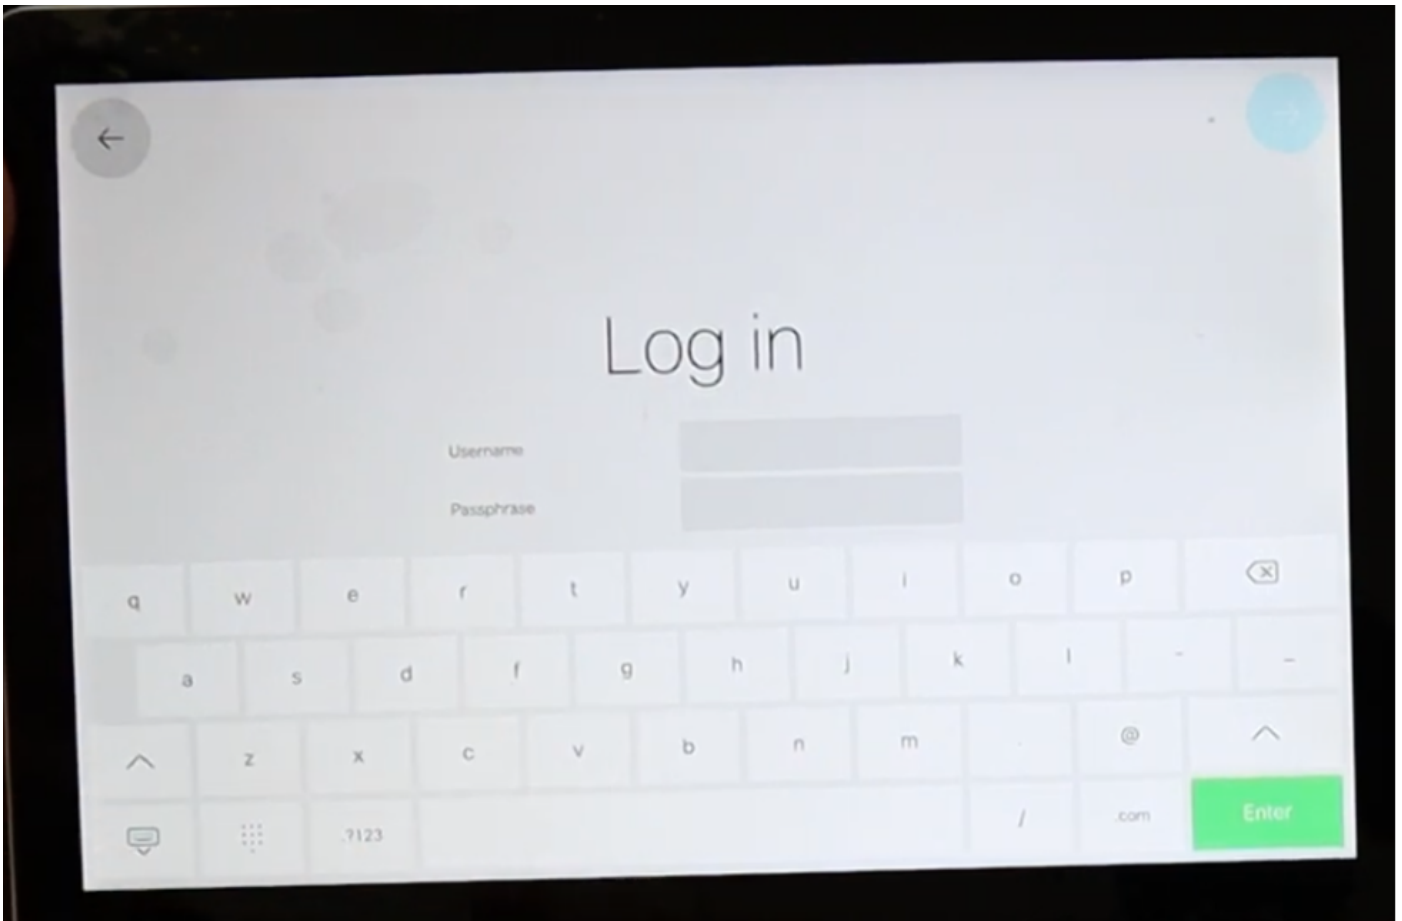 Log in
Username
Passphrase
q w e r t y u i o p
a s d f g h j k l - _
z x c v b n m . @
.?123 / .com Enter